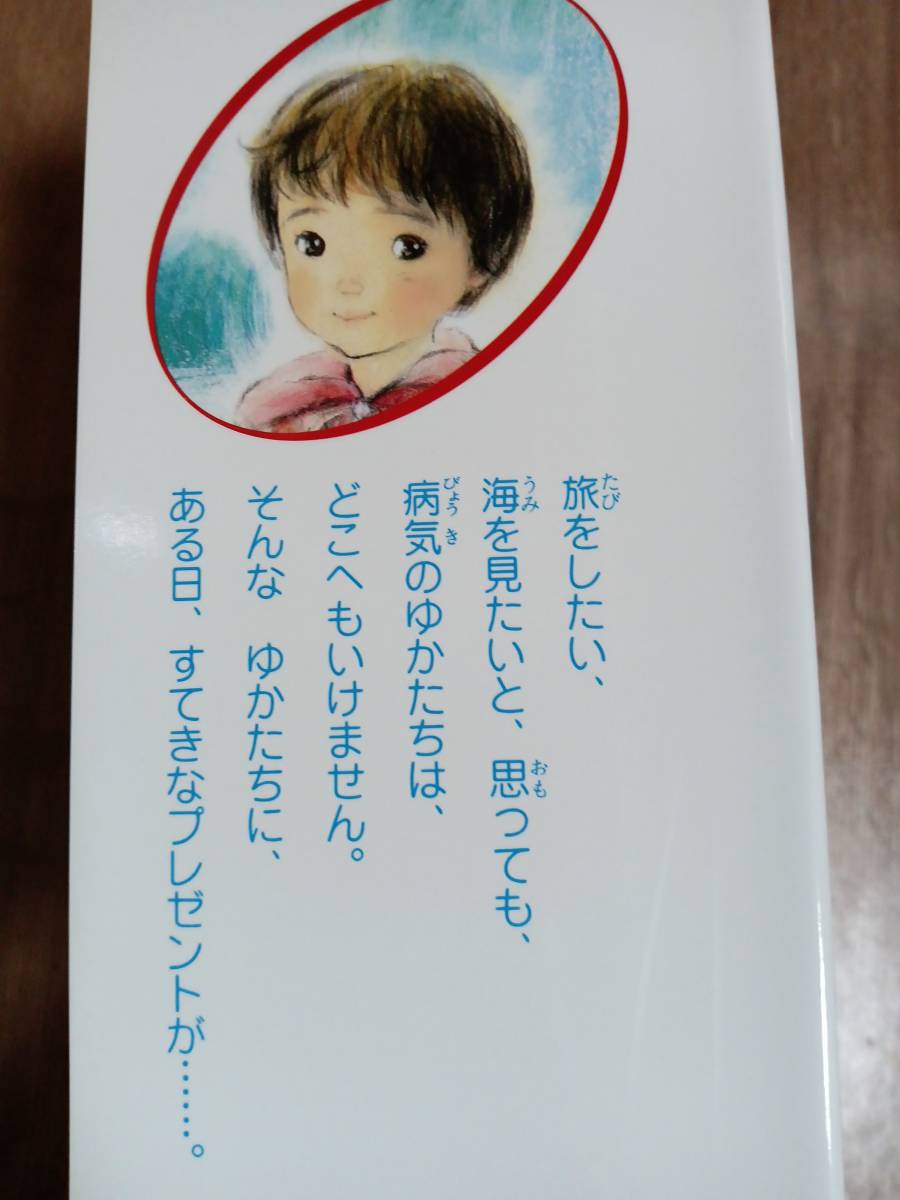 旅をしたい、
海を見たいと、思っても、
病気のゆかたちは、
どこへもいけません。
そんな　ゆかたちに、
ある日、すてきなプレゼントが……。